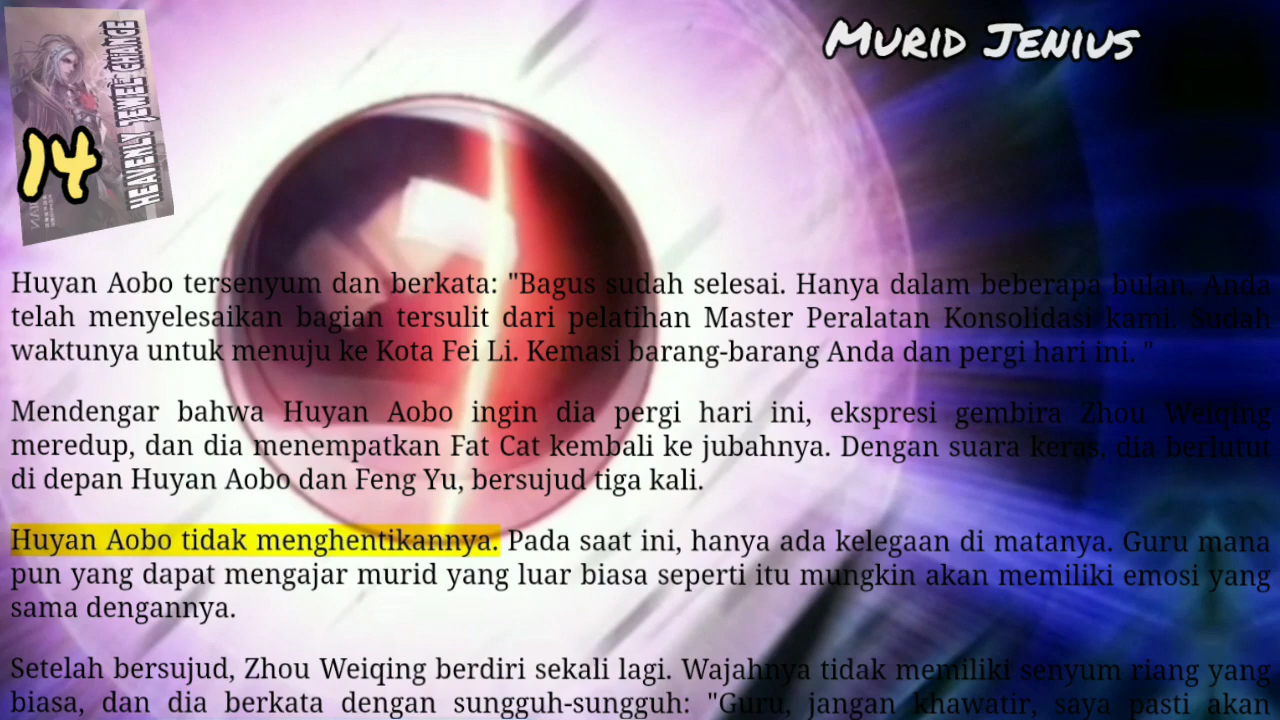 Murid Jenius
HEAVENLY JEWEL CHANGE
14
Huyan Aobo tersenyum dan berkata: "Bagus sudah selesai. Hanya dalam beberapa bulan, Anda
telah menyelesaikan bagian tersulit dari pelatihan Master Peralatan Konsolidasi kami. Sudah
waktunya untuk menuju ke Kota Fei Li. Kemasi barang-barang Anda dan pergi hari ini. "
Mendengar bahwa Huyan Aobo ingin dia pergi hari ini, ekspresi gembira Zhou Weiqing
meredup, dan dia menempatkan Fat Cat kembali ke jubahnya. Dengan suara keras, dia berlutut
di depan Huyan Aobo dan Feng Yu, bersujud tiga kali.
Huyan Aobo tidak menghentikannya. Pada saat ini, hanya ada kelegaan di matanya. Guru mana
pun yang dapat mengajar murid yang luar biasa seperti itu mungkin akan memiliki emosi yang
sama dengannya.
Setelah bersujud, Zhou Weiqing berdiri sekali lagi. Wajahnya tidak memiliki senyum riang yang
biasa, dan dia berkata dengan sungguh-sungguh: "Guru, jangan khawatir, saya pasti akan